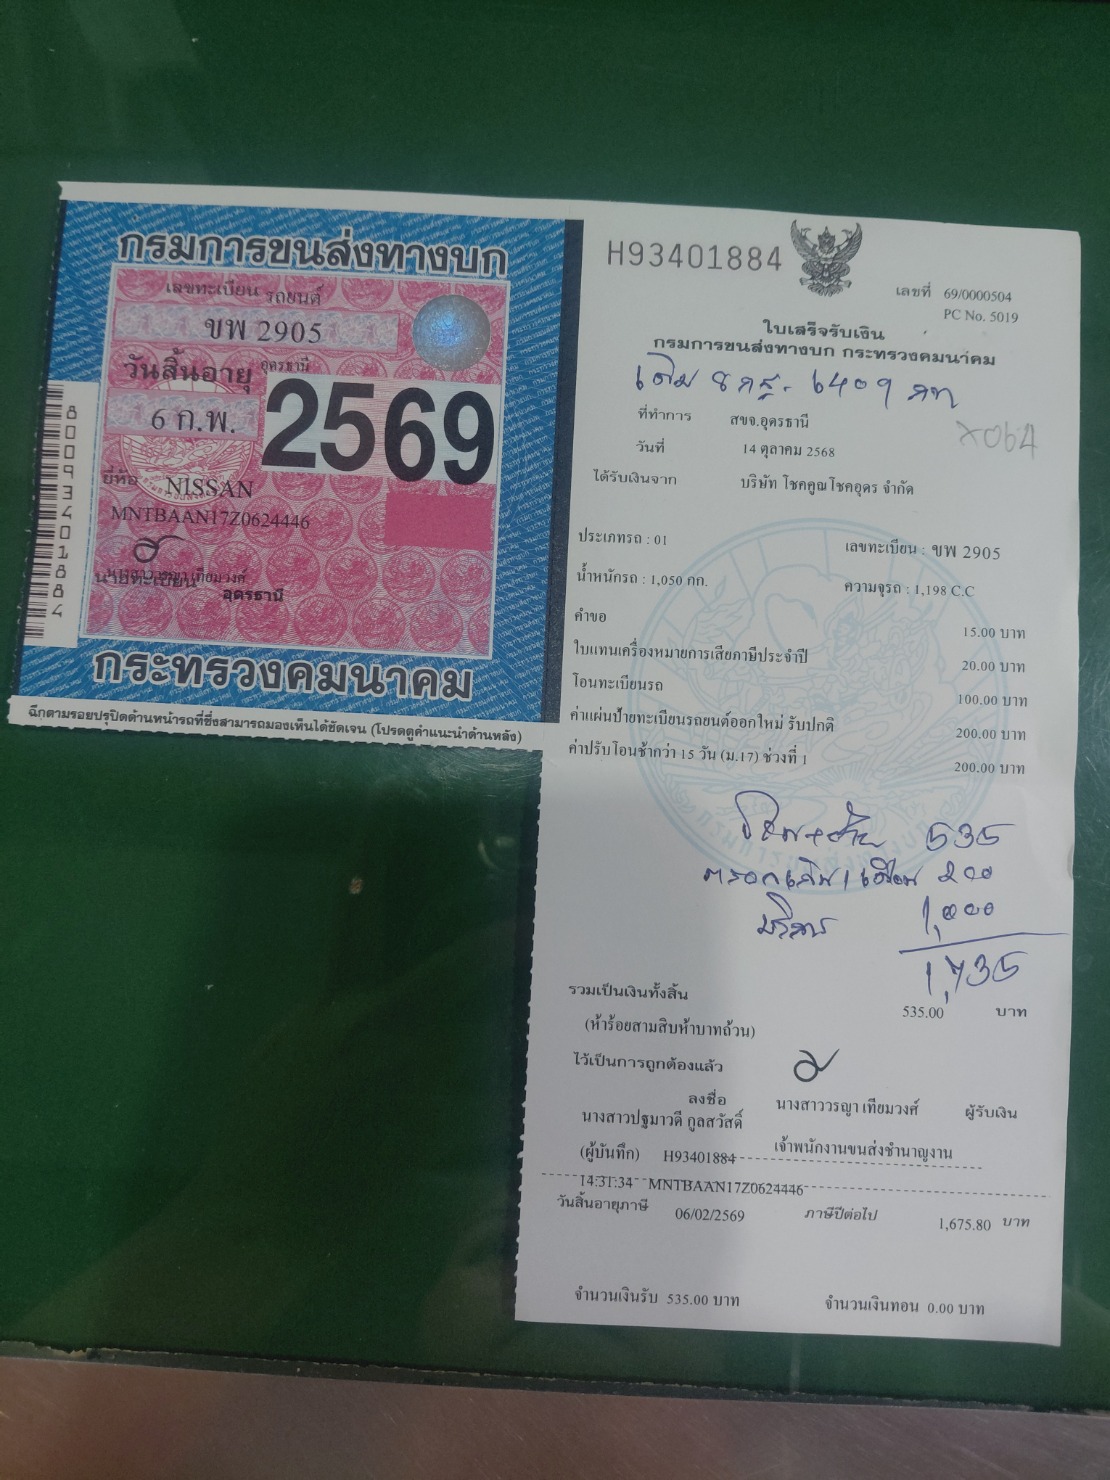 กรมการขนส่งทางบก
เลขทะเบียน รถยนต์
ขพ 2905
อุดรธานี
วันสิ้นอายุ
6 ก.พ. 2569
ยี่ห้อ NISSAN
MNTBAAN17Z0624446
นายทะเบียน
อุดรธานี
กระทรวงคมนาคม
ฉีกตามรอยปรุปิดด้านหน้ารถที่ซึ่งสามารถมองเห็นได้ชัดเจน (โปรดดูคำแนะนำด้านหลัง)
800934018 84
H93401884
เลขที่ 69/0000504
PC No. 5019
ใบเสร็จรับเงิน
กรมการขนส่งทางบก กระทรวงคมนาคม
เดิม 8 กฐ. 6409 กท
ที่ทำการ สขจ.อุดรธานี
วันที่ 14 ตุลาคม 2568
ได้รับเงินจาก บริษัท โชคคูณโชคอุดร จำกัด
ประเภทรถ : 01 เลขทะเบียน : ขพ 2905
น้ำหนักรถ : 1,050 กก. ความจุรถ : 1,198 C.C
คำขอ 15.00 บาท
ใบแทนเครื่องหมายการเสียภาษีประจำปี 20.00 บาท
โอนทะเบียนรถ 100.00 บาท
ค่าแผ่นป้ายทะเบียนรถยนต์ออกใหม่ รับปกติ 200.00 บาท
ค่าปรับโอนช้ากว่า 15 วัน (ม.17) ช่วงที่ 1 200.00 บาท
535
200
บริการ 1,000
1,735
รวมเป็นเงินทั้งสิ้น 535.00 บาท
(ห้าร้อยสามสิบห้าบาทถ้วน)
ไว้เป็นการถูกต้องแล้ว
ลงชื่อ นางสาววรญา เทียมวงศ์ ผู้รับเงิน
นางสาวปฐมาวดี กูลสวัสดิ์
(ผู้บันทึก) H93401884 เจ้าพนักงานขนส่งชำนาญงาน
14:31:34 MNTBAAN17Z0624446
วันสิ้นอายุภาษี 06/02/2569 ภาษีปีต่อไป 1,675.80 บาท
จำนวนเงินรับ 535.00 บาท จำนวนเงินทอน 0.00 บาท